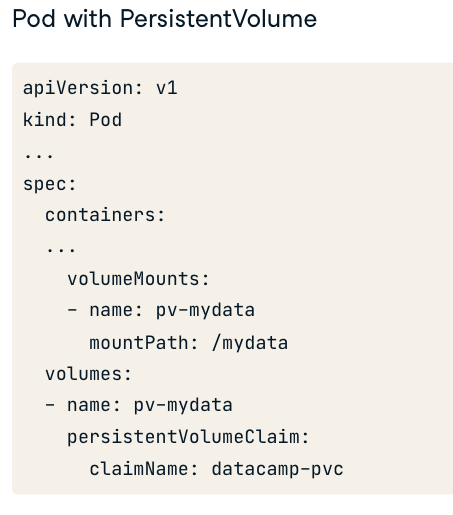 Pod with PersistentVolume
apiVersion: v1
kind: Pod
...
spec:
  containers:
  ...
    volumeMounts:
    - name: pv-mydata
      mountPath: /mydata
  volumes:
  - name: pv-mydata
    persistentVolumeClaim:
      claimName: datacamp-pvc